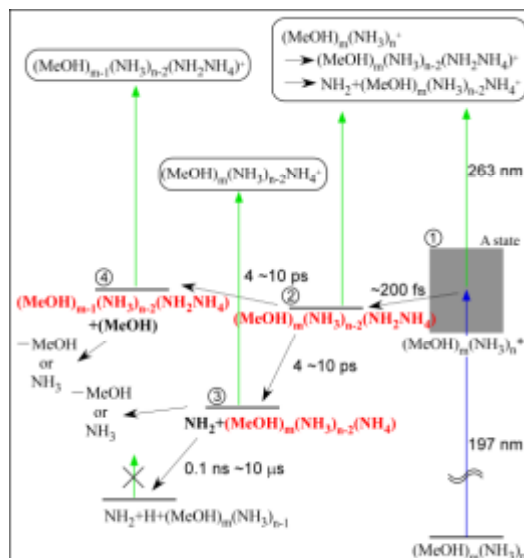 (MeOH)ₘ(NH₃)ₙ⁺
→(MeOH)ₘ(NH₃)ₙ₋₂(NH₂NH₄)⁺
→NH₂+(MeOH)ₘ(NH₃)ₙ₋₂NH₄⁺
(MeOH)ₘ₋₁(NH₃)ₙ₋₂(NH₂NH₄)⁺
263 nm
(MeOH)ₘ(NH₃)ₙ₋₂NH₄⁺
① A state
④ 4 ~10 ps
② ~200 fs
(MeOH)ₘ₋₁(NH₃)ₙ₋₂(NH₂NH₄)
+(MeOH)
(MeOH)ₘ(NH₃)ₙ₋₂(NH₂NH₄)
(MeOH)ₘ(NH₃)ₙ*
−MeOH
or
NH₃
4 ~10 ps
−MeOH
or
NH₃
③
NH₂+(MeOH)ₘ(NH₃)ₙ₋₂(NH₄)
197 nm
0.1 ns ~10 μs
NH₂+H+(MeOH)ₘ(NH₃)ₙ₋₁
(MeOH)ₘ(NH₃)ₙ